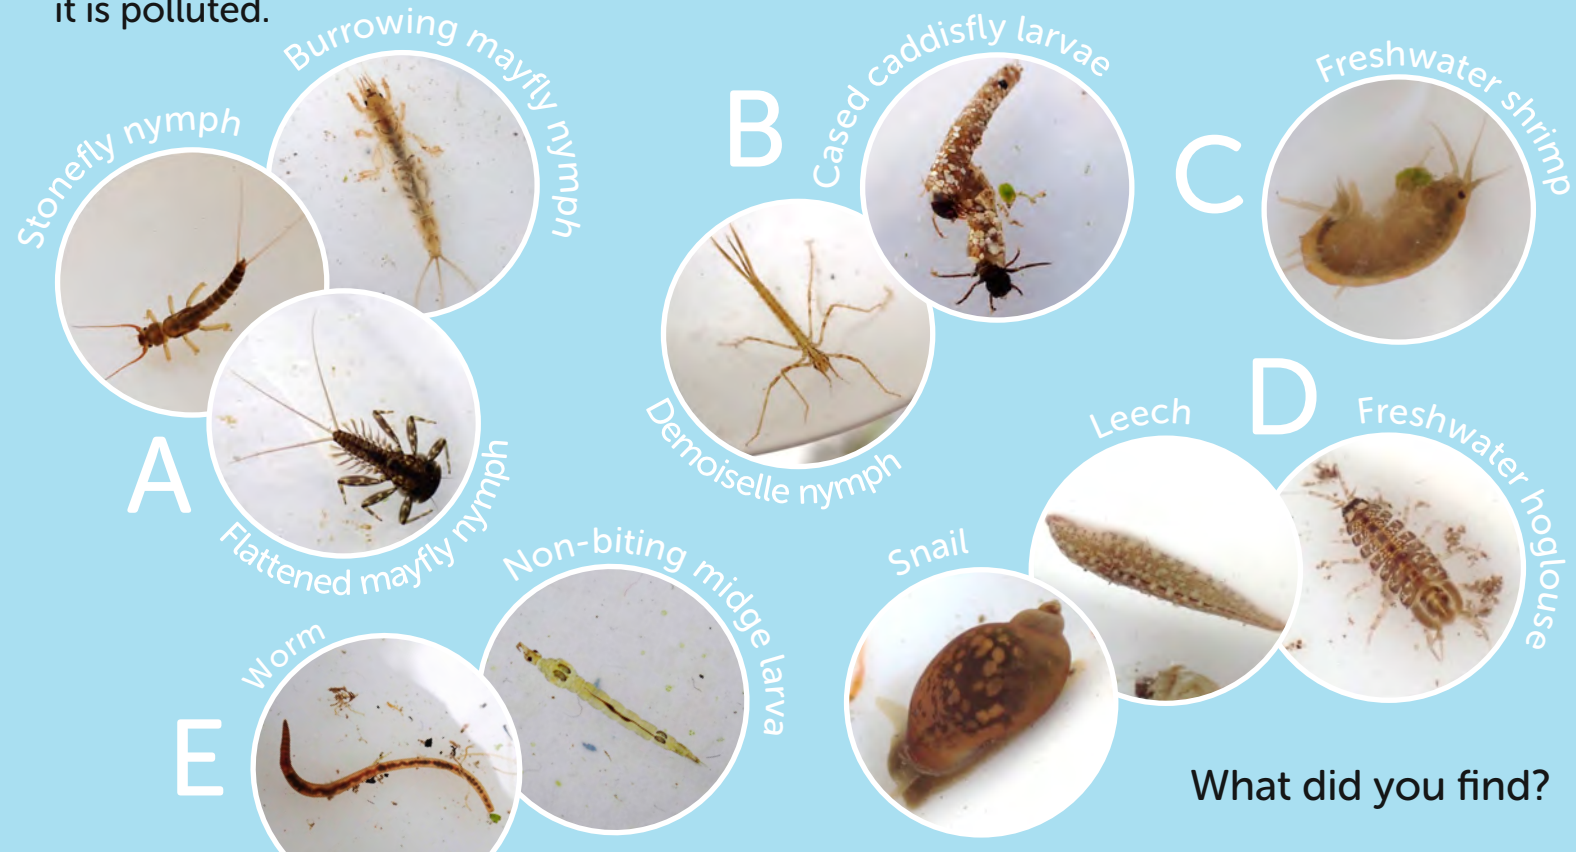 it is polluted.
Stonefly nymph
Burrowing mayfly nymph
A
Flattened mayfly nymph
B
Cased caddisfly larvae
Demoiselle nymph
C
Freshwater shrimp
D
Leech
Freshwater hoglouse
Snail
E
Worm
Non-biting midge larva
What did you find?